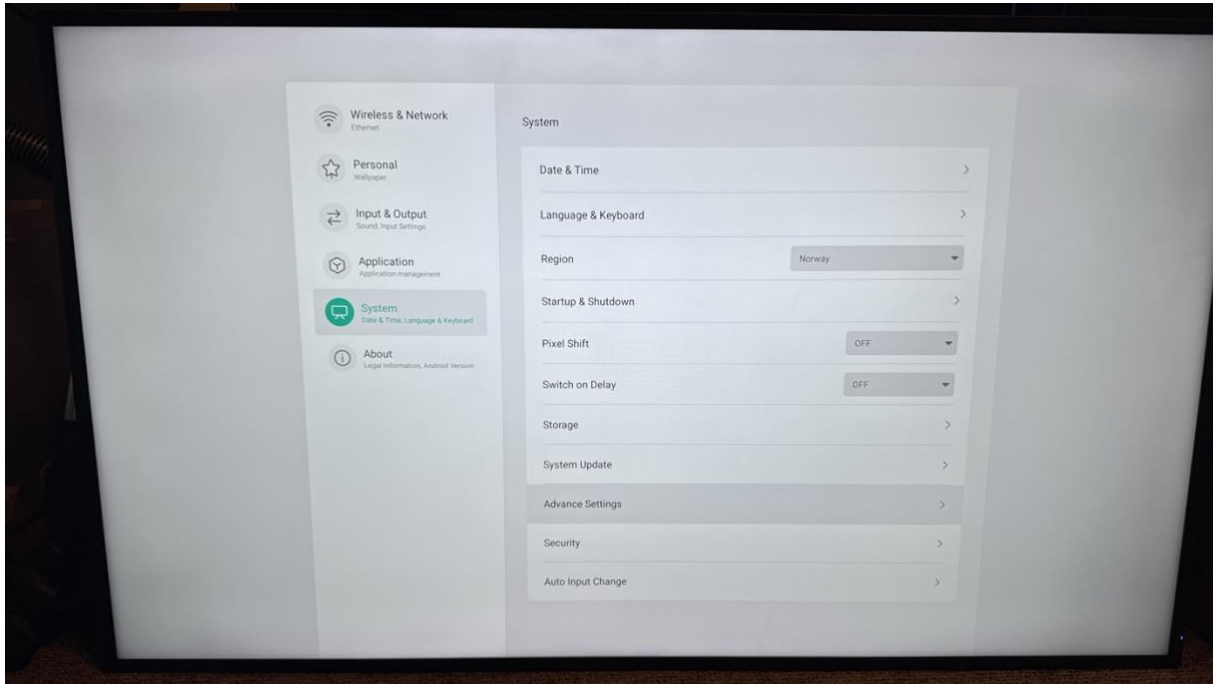 Wireless & Network
Ethernet
Personal
Wallpaper
Input & Output
Sound, Input Settings
Application
Application management
System
Date & Time, Language & Keyboard
About
Legal Information, Android Version
System
Date & Time
Language & Keyboard
Region Norway
Startup & Shutdown
Pixel Shift OFF
Switch on Delay OFF
Storage
System Update
Advance Settings
Security
Auto Input Change